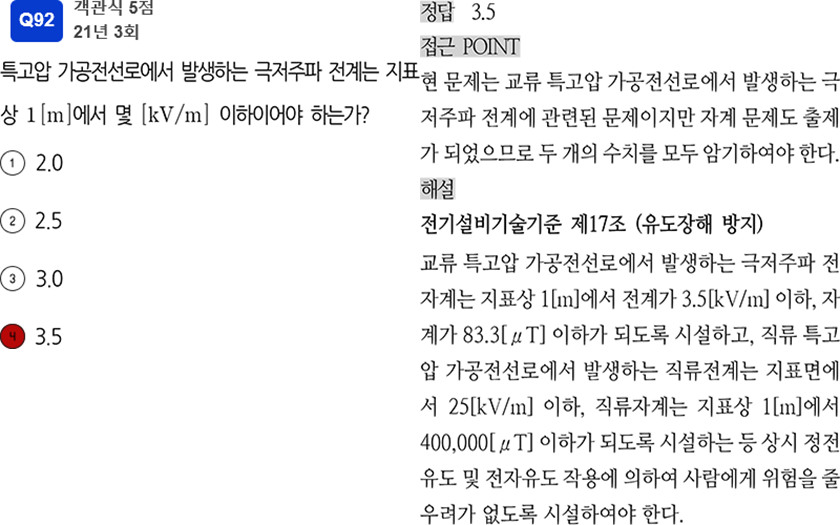 Q92
객관식 5점
21년 3회
특고압 가공전선로에서 발생하는 극저주파 전계는 지표
상 1[m]에서 몇 [kV/m] 이하이어야 하는가?
1 2.0
2 2.5
3 3.0
4 3.5
정답 3.5
접근 POINT
현 문제는 교류 특고압 가공전선로에서 발생하는 극
저주파 전계에 관련된 문제이지만 자계 문제도 출제
가 되었으므로 두 개의 수치를 모두 암기하여야 한다.
해설
전기설비기술기준 제17조 (유도장해 방지)
교류 특고압 가공전선로에서 발생하는 극저주파 전
자계는 지표상 1[m]에서 전계가 3.5[kV/m] 이하, 자
계가 83.3[μT] 이하가 되도록 시설하고, 직류 특고
압 가공전선로에서 발생하는 직류전계는 지표면에
서 25[kV/m] 이하, 직류자계는 지표상 1[m]에서
400,000[μT] 이하가 되도록 시설하는 등 상시 정전
유도 및 전자유도 작용에 의하여 사람에게 위험을 줄
우려가 없도록 시설하여야 한다.